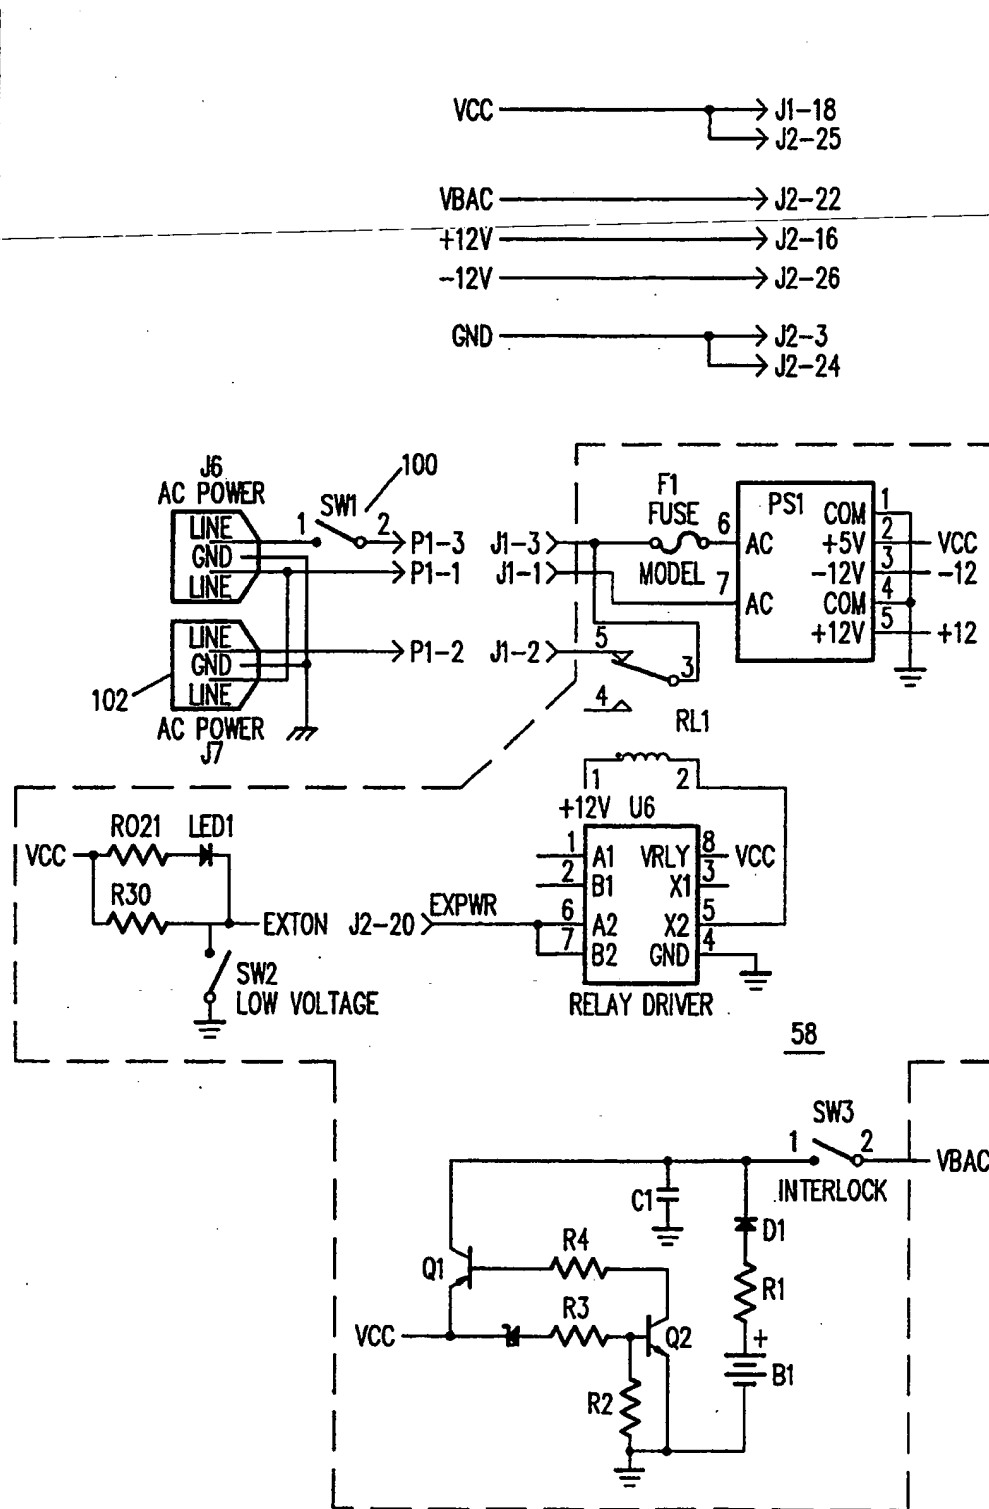 VCC J1-18
J2-25
VBAC J2-22
+12V J2-16
-12V J2-26
GND J2-3
J2-24
J6
AC POWER
LINE
GND
LINE
SW1
1 2
100
P1-3
P1-1
LINE
GND
LINE
102
AC POWER
J7
P1-2
J1-3
J1-1
J1-2
F1
FUSE
MODEL
6
7
PS1
AC
AC
COM 1
+5V 2 VCC
-12V 3 -12
COM 4
+12V 5 +12
5
3
4
RL1
1 2
+12V U6
1 A1 VRLY 8 VCC
2 B1 X1 3
6 A2 X2 5
7 B2 GND 4
RELAY DRIVER
J2-20 EXPWR
RO21 LED1
VCC
R30
EXTON
SW2
LOW VOLTAGE
58
SW3
1 2
VBAC
INTERLOCK
C1
D1
R1
+
B1
Q1
R4
R3
VCC
Q2
R2